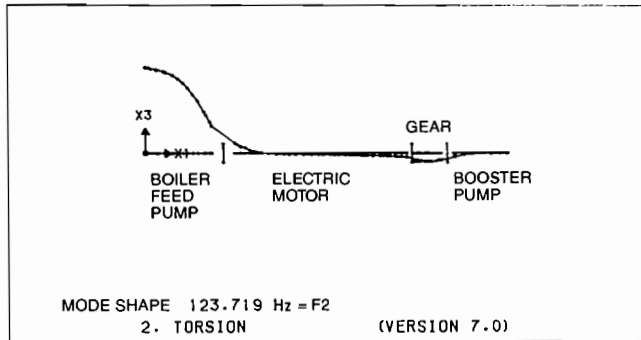 X3
GEAR
X1
BOILER FEED PUMP
ELECTRIC MOTOR
BOOSTER PUMP
MODE SHAPE 123.719 Hz = F2
2. TORSION (VERSION 7.0)